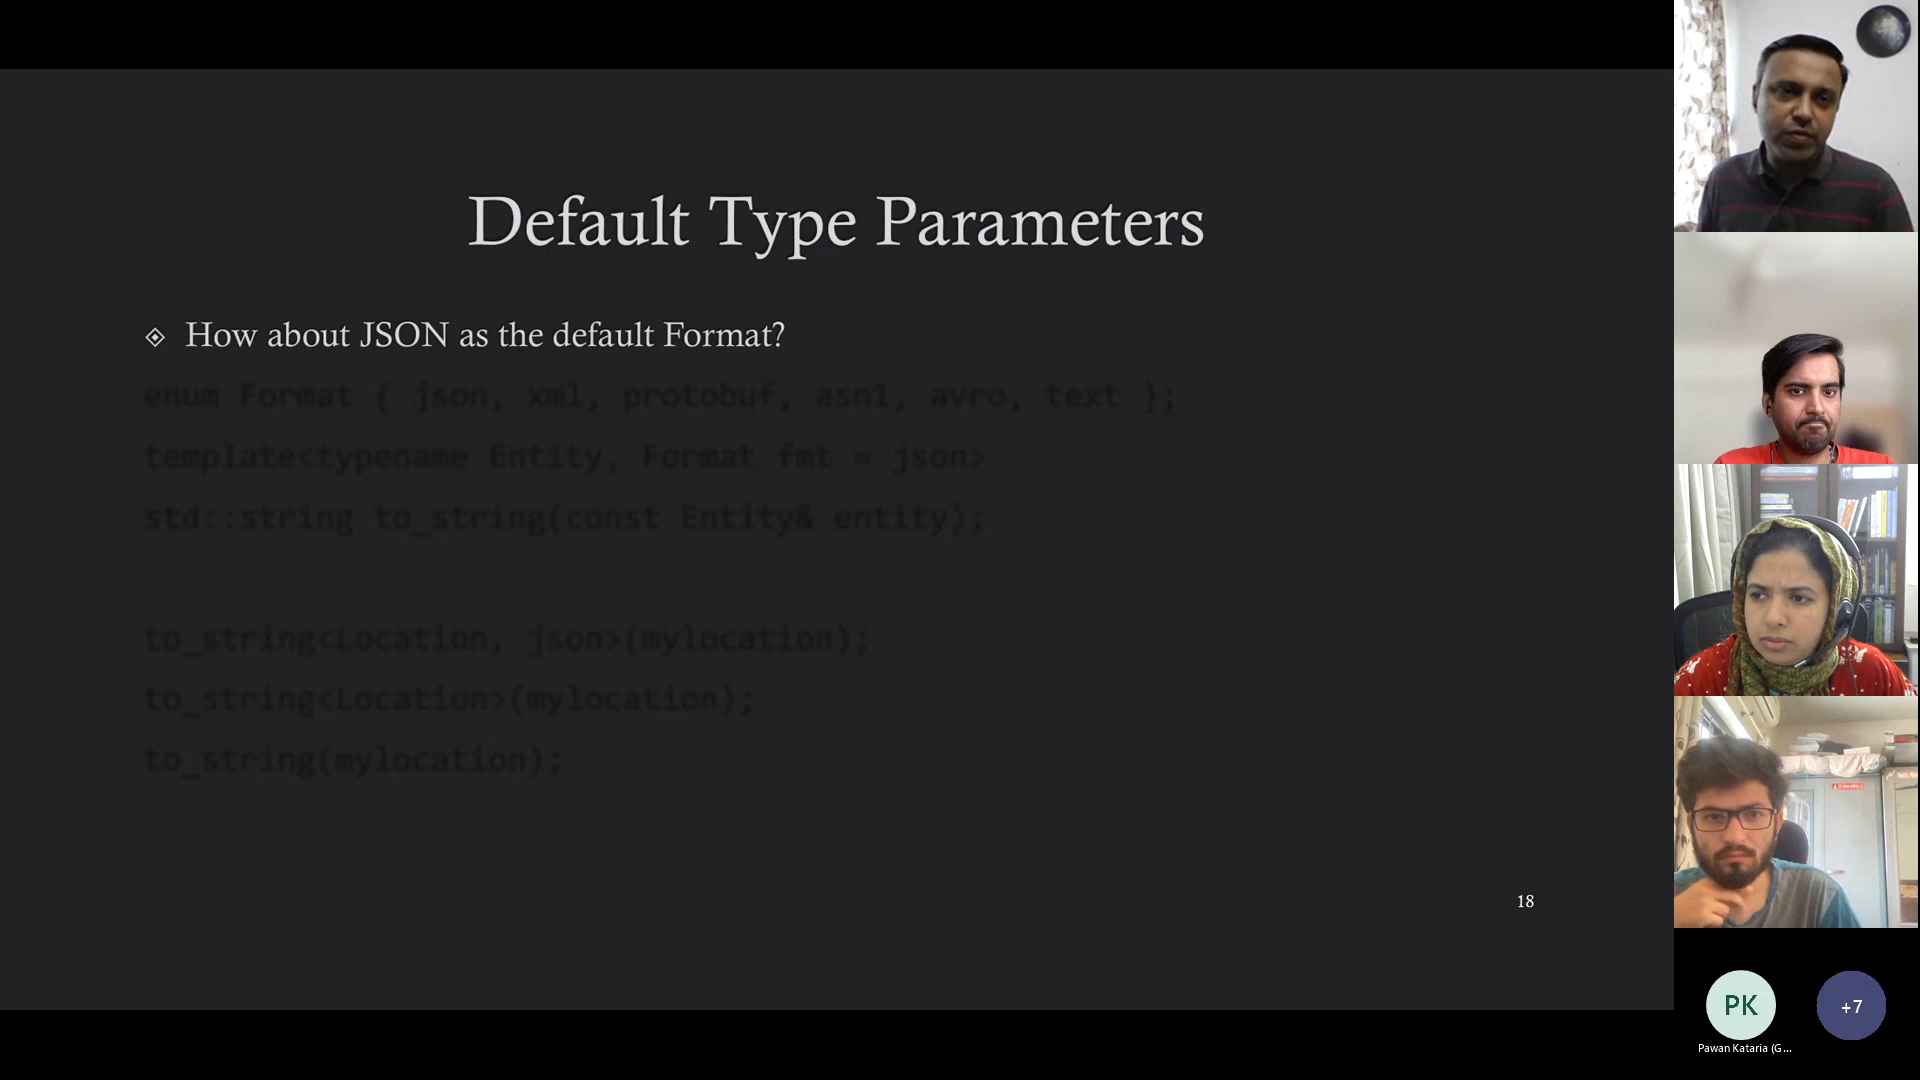 Default Type Parameters
How about JSON as the default Format?
enum Format { json, xml, protobuf, asn1, avro, text };
template<typename Entity, Format fmt = json>
std::string to_string(const Entity& entity);
to_string<Location, json>(mylocation);
to_string<Location>(mylocation);
to_string(mylocation);
18
PK
+7
Pawan Kataria (G...